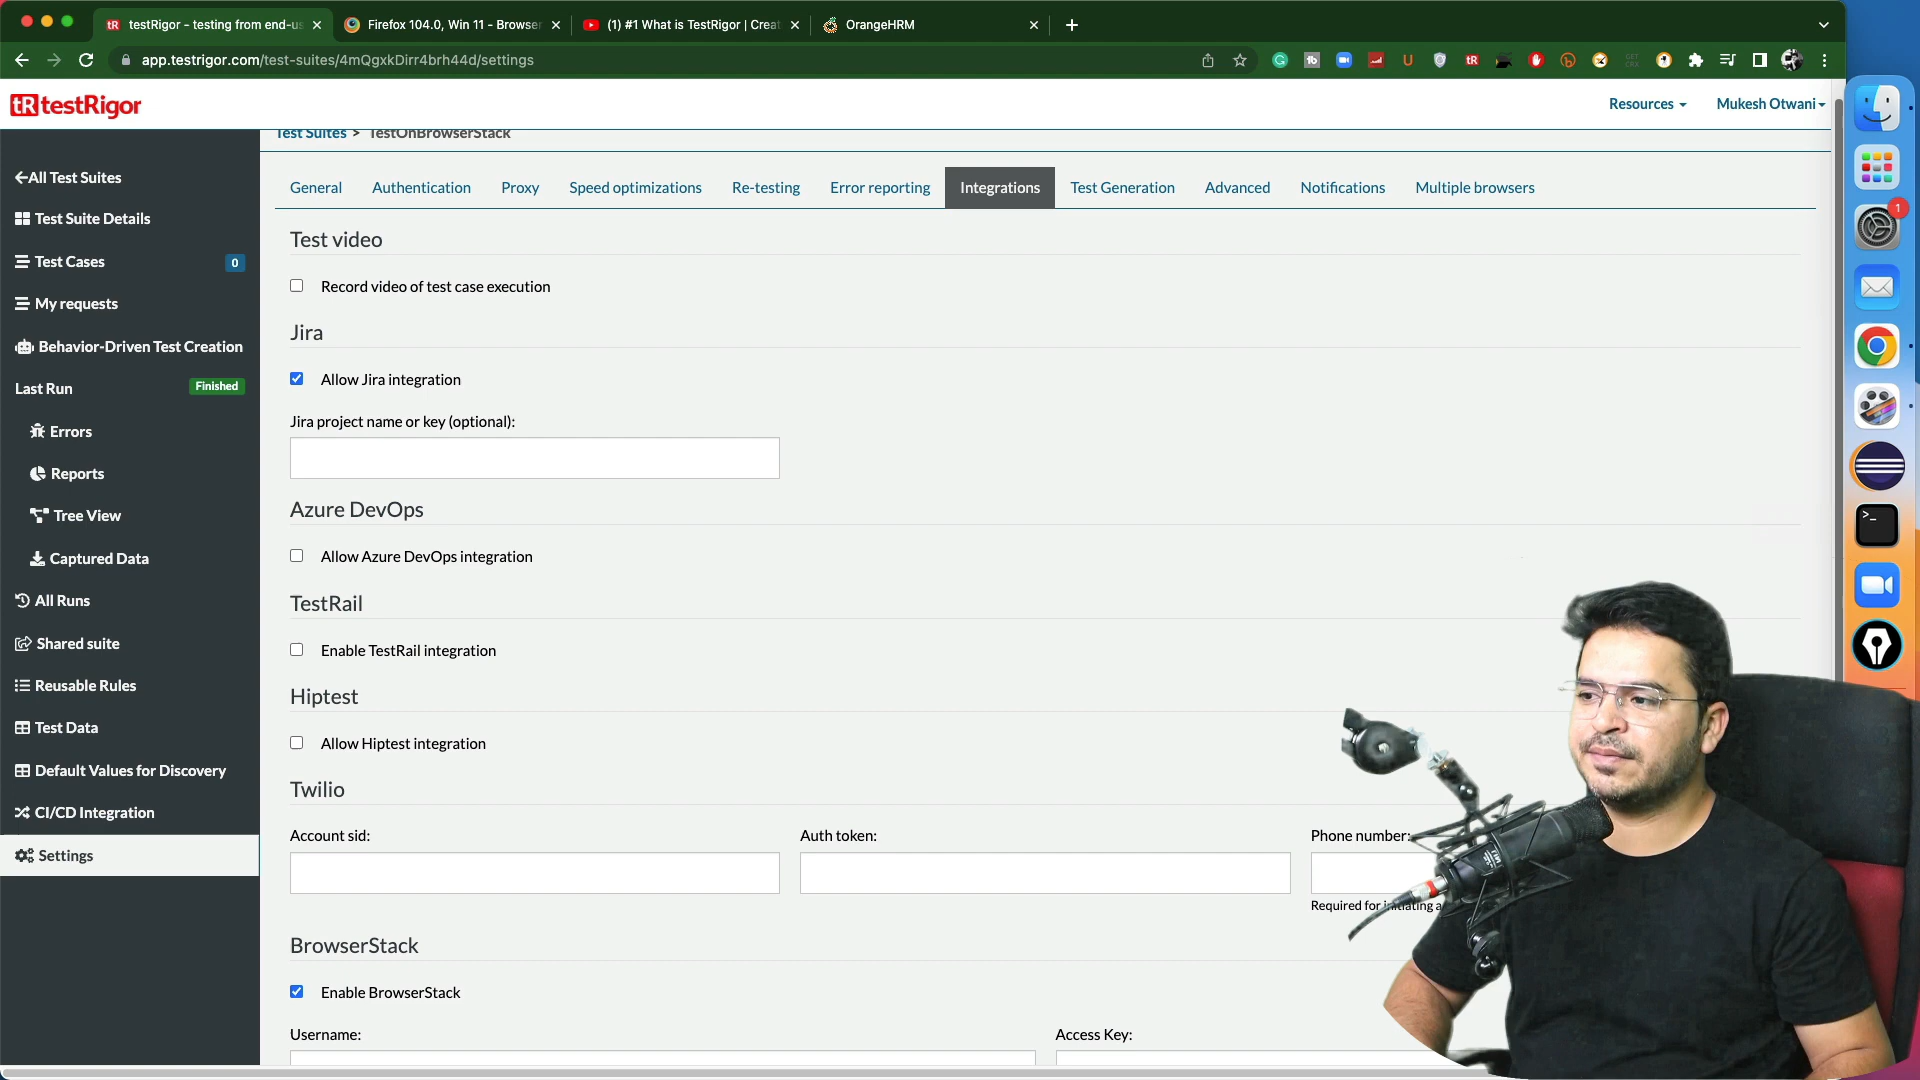 tR testRigor - testing from end-us
Firefox 104.0, Win 11 - Browser
(1) #1 What is TestRigor | Creat
OrangeHRM
app.testrigor.com/test-suites/4mQgxkDirr4brh44d/settings
tR testRigor
Resources
Mukesh Otwani
Test Suites > TestOnBrowserStack
All Test Suites
Test Suite Details
Test Cases 0
My requests
Behavior-Driven Test Creation
Last Run Finished
Errors
Reports
Tree View
Captured Data
All Runs
Shared suite
Reusable Rules
Test Data
Default Values for Discovery
CI/CD Integration
Settings
General Authentication Proxy Speed optimizations Re-testing Error reporting Integrations Test Generation Advanced Notifications Multiple browsers
Test video
Record video of test case execution
Jira
Allow Jira integration
Jira project name or key (optional):
Azure DevOps
Allow Azure DevOps integration
TestRail
Enable TestRail integration
Hiptest
Allow Hiptest integration
Twilio
Account sid: Auth token: Phone number:
Required for initiating a
BrowserStack
Enable BrowserStack
Username: Access Key:
1